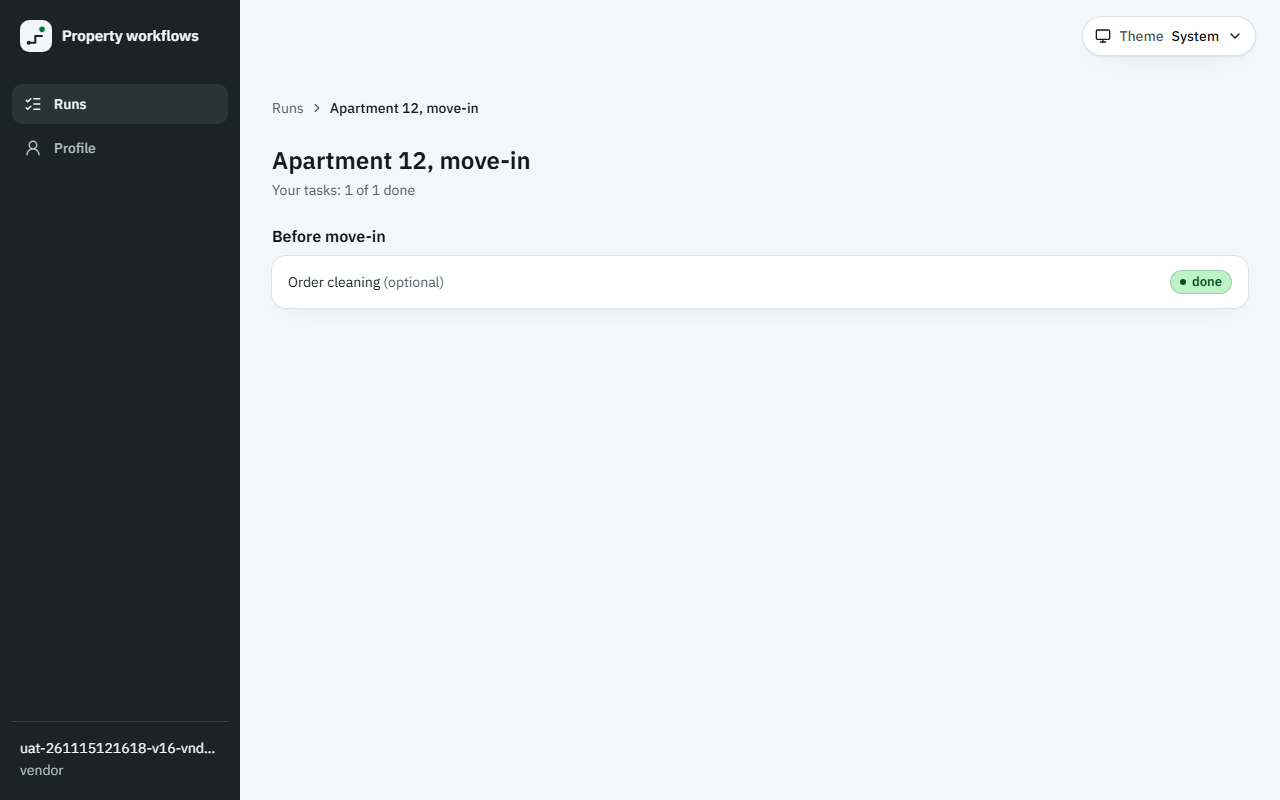 Property workflows
Theme System
Runs
Profile
Runs > Apartment 12, move-in
Apartment 12, move-in
Your tasks: 1 of 1 done
Before move-in
Order cleaning (optional)
done
uat-261115121618-v16-vnd...
vendor